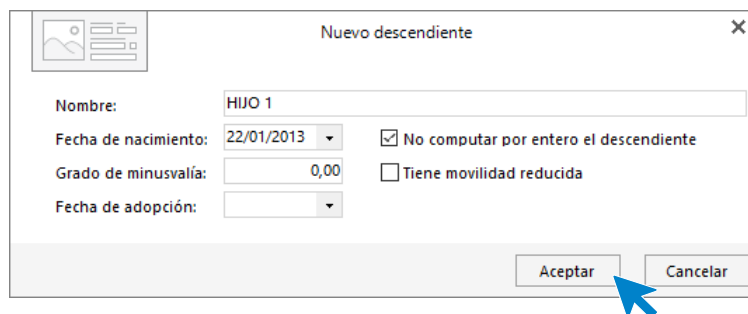 Nuevo descendiente
Nombre: HIJO 1
Fecha de nacimiento: 22/01/2013 No computar por entero el descendiente
Grado de minusvalía: 0,00 Tiene movilidad reducida
Fecha de adopción:
Aceptar Cancelar